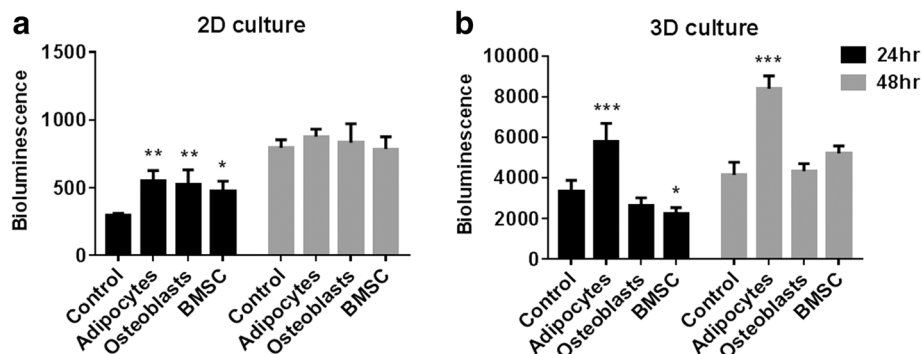 a
2D culture
Bioluminescence
1500
1000
500
0
** ** *
Control
Adipocytes
Osteoblasts
BMSC
Control
Adipocytes
Osteoblasts
BMSC
b
3D culture
Bioluminescence
10000
8000
6000
4000
2000
0
***
*
***
Control
Adipocytes
Osteoblasts
BMSC
Control
Adipocytes
Osteoblasts
BMSC
24hr
48hr